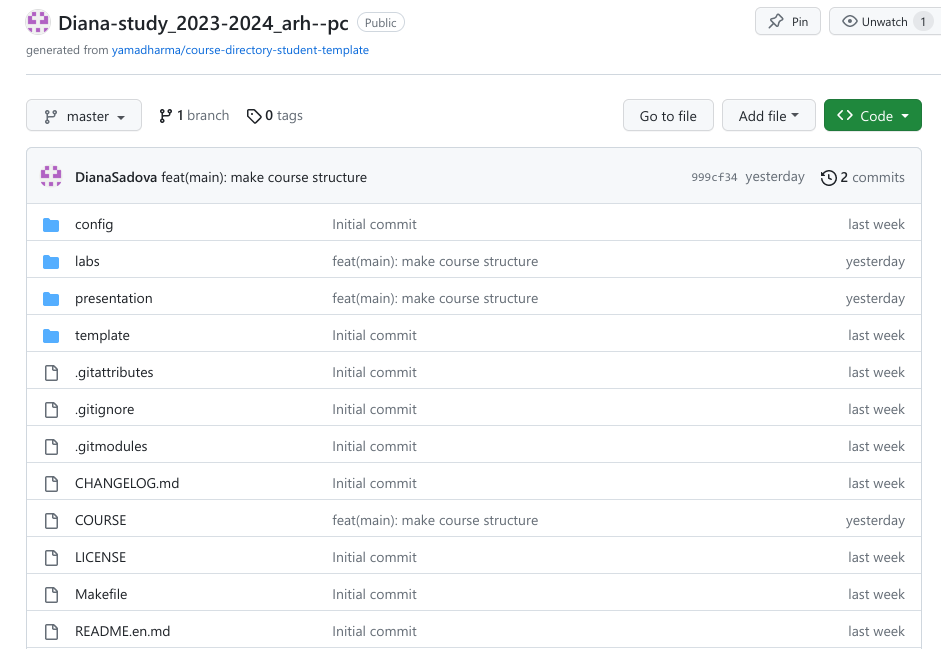 Diana-study_2023-2024_arh--pc Public Pin Unwatch 1
generated from yamadharma/course-directory-student-template
master 1 branch 0 tags Go to file Add file Code
DianaSadova feat(main): make course structure 999cf34 yesterday 2 commits
config Initial commit last week
labs feat(main): make course structure yesterday
presentation feat(main): make course structure yesterday
template Initial commit last week
.gitattributes Initial commit last week
.gitignore Initial commit last week
.gitmodules Initial commit last week
CHANGELOG.md Initial commit last week
COURSE feat(main): make course structure yesterday
LICENSE Initial commit last week
Makefile Initial commit last week
README.en.md Initial commit last week